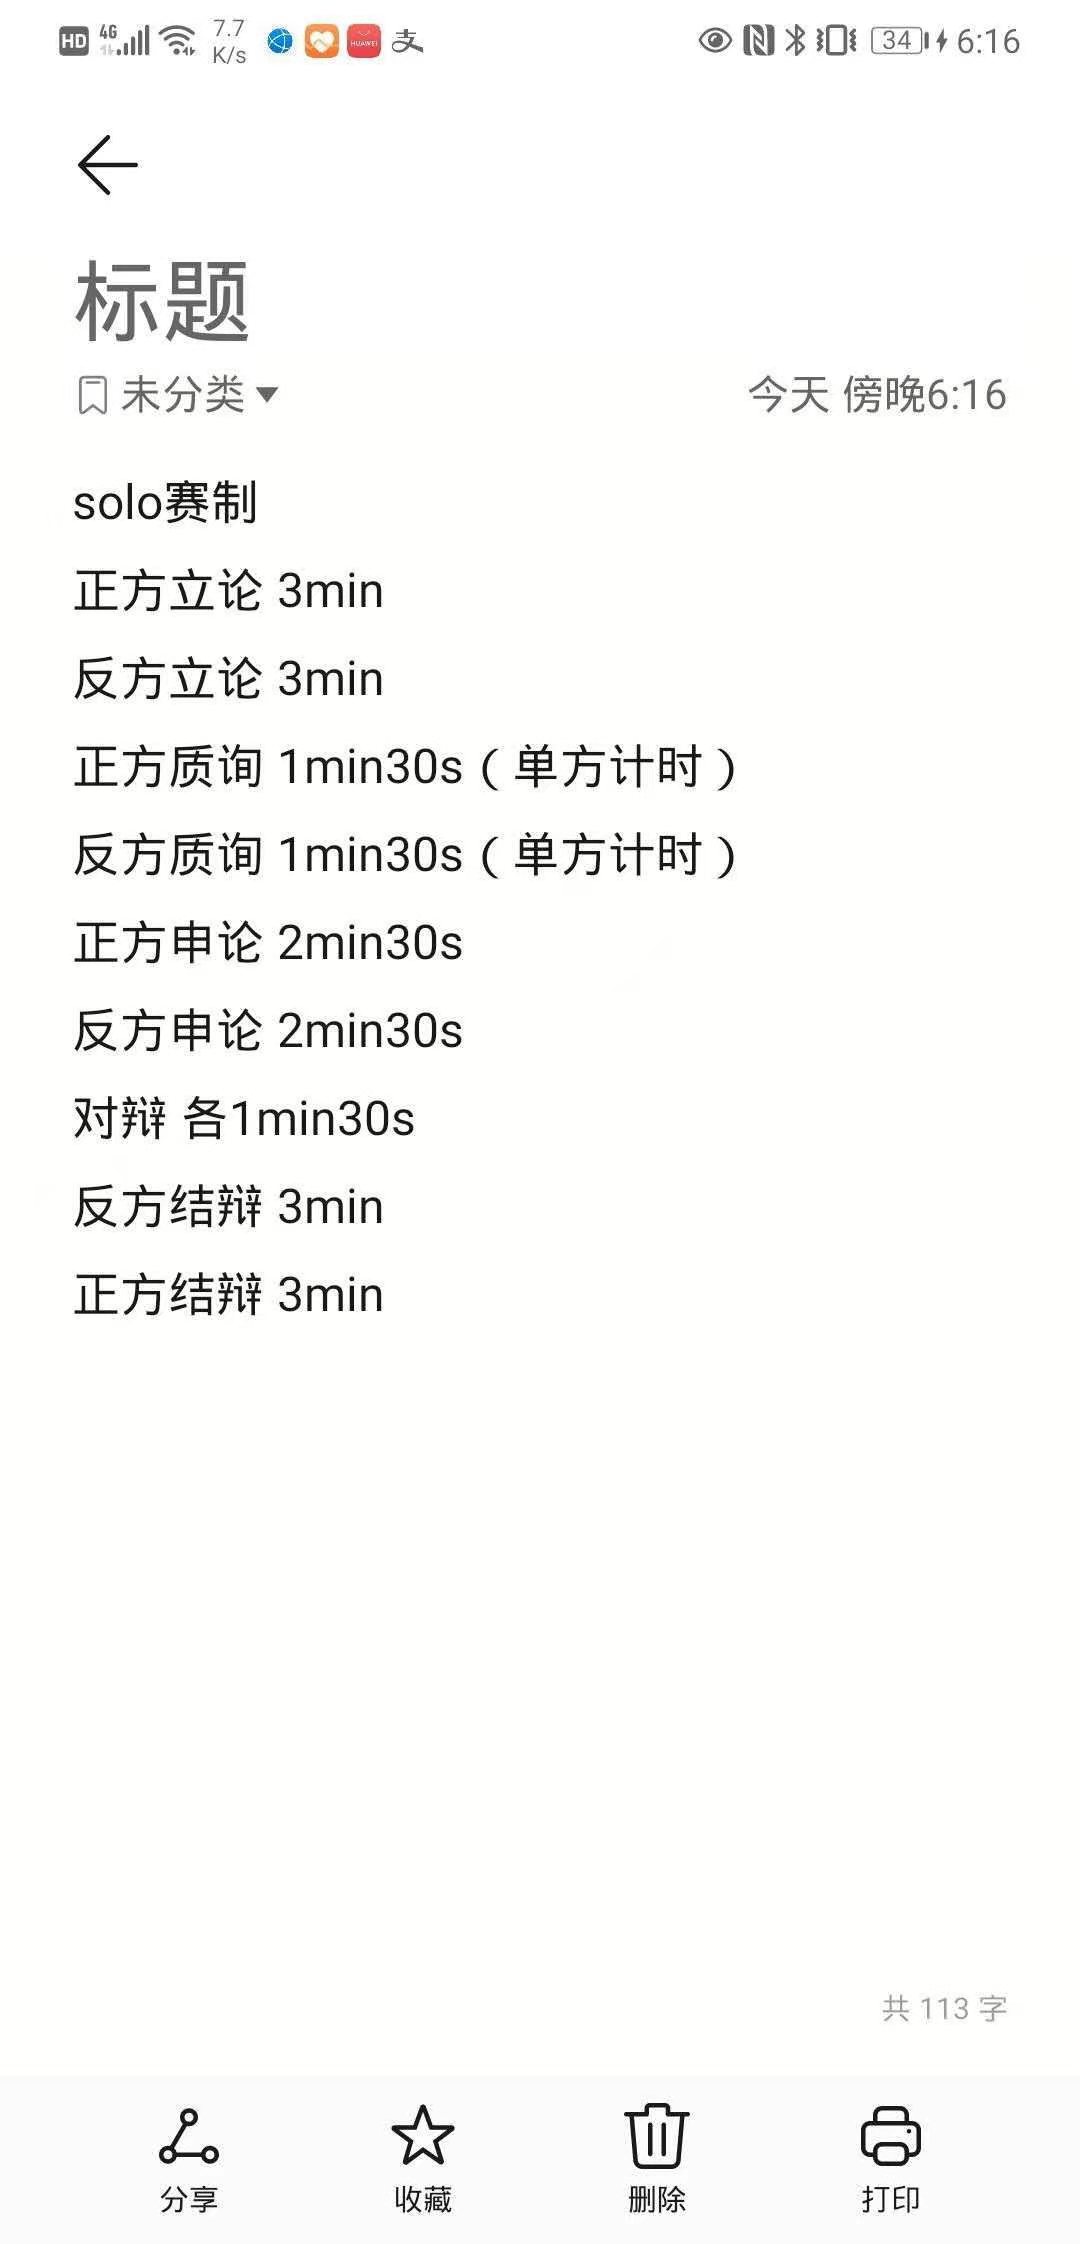 HD 4G 7.7 K/s HUAWEI 支 34 6:16
标题
未分类 今天 傍晚6:16
solo赛制
正方立论 3min
反方立论 3min
正方质询 1min30s（单方计时）
反方质询 1min30s（单方计时）
正方申论 2min30s
反方申论 2min30s
对辩 各1min30s
反方结辩 3min
正方结辩 3min
共 113 字
分享 收藏 删除 打印